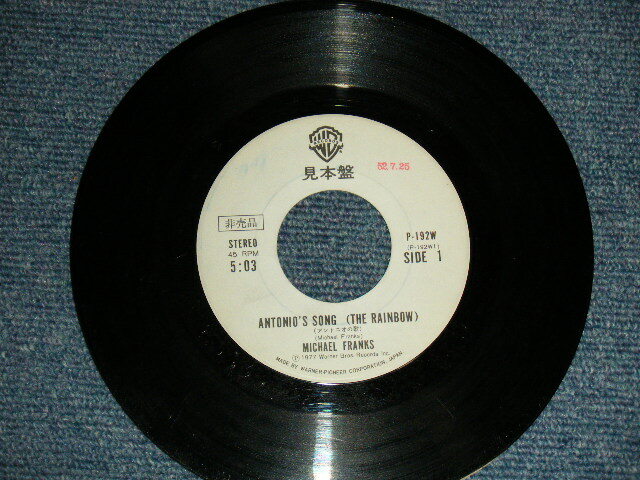 見本盤
52.7.25
非売品
STEREO
45 RPM
5:03
P-192W
(P-192W1)
SIDE 1
ANTONIO'S SONG (THE RAINBOW)
(アントニオの歌)
(Michael Franks)
MICHAEL FRANKS
Ⓟ 1977 Warner Bros. Records Inc.
MADE BY WARNER-PIONEER CORPORATION, JAPAN